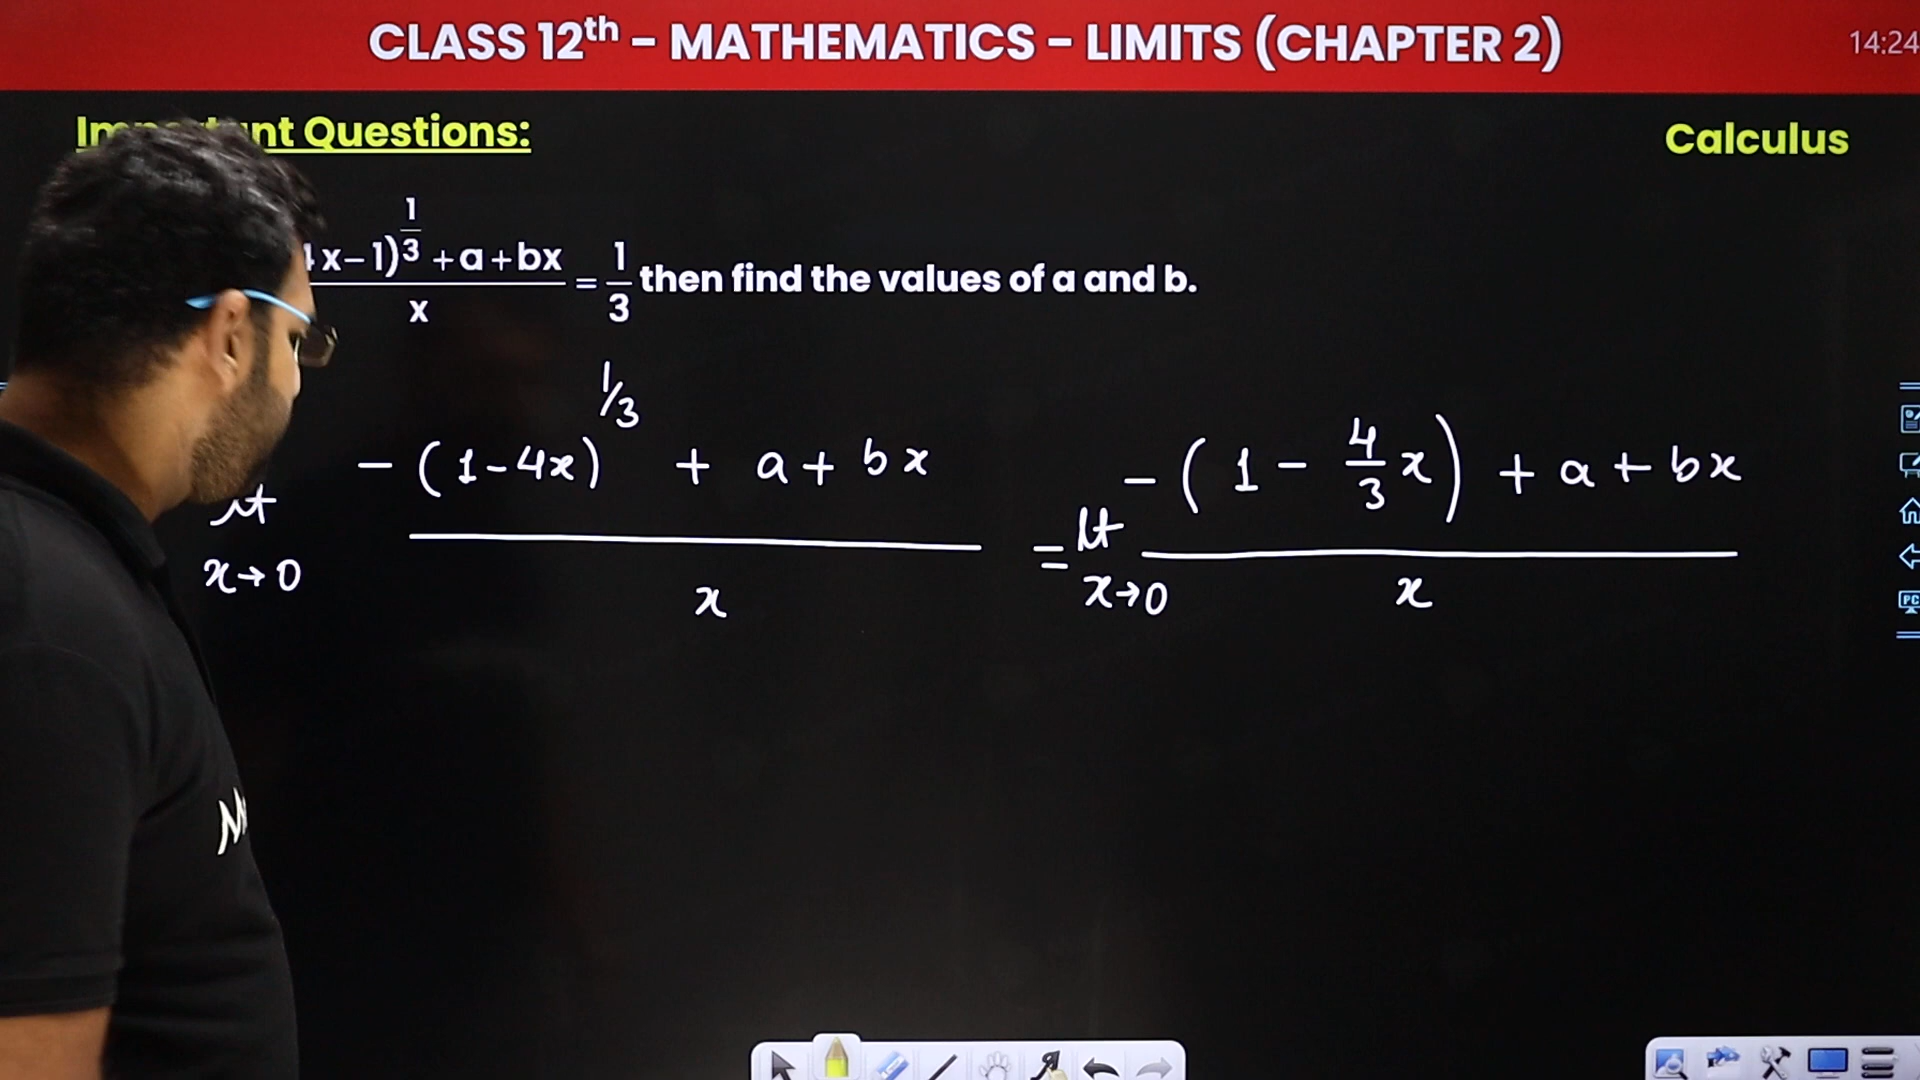 CLASS 12th - MATHEMATICS - LIMITS (CHAPTER 2)
14:24
Questions:
Calculus
x-1)^(1/3) + a + bx / x = 1/3 then find the values of a and b.
lt x→0 -(1-4x)^(1/3) + a + bx / x = lt x→0 -(1 - 4/3 x) + a + bx / x
PC